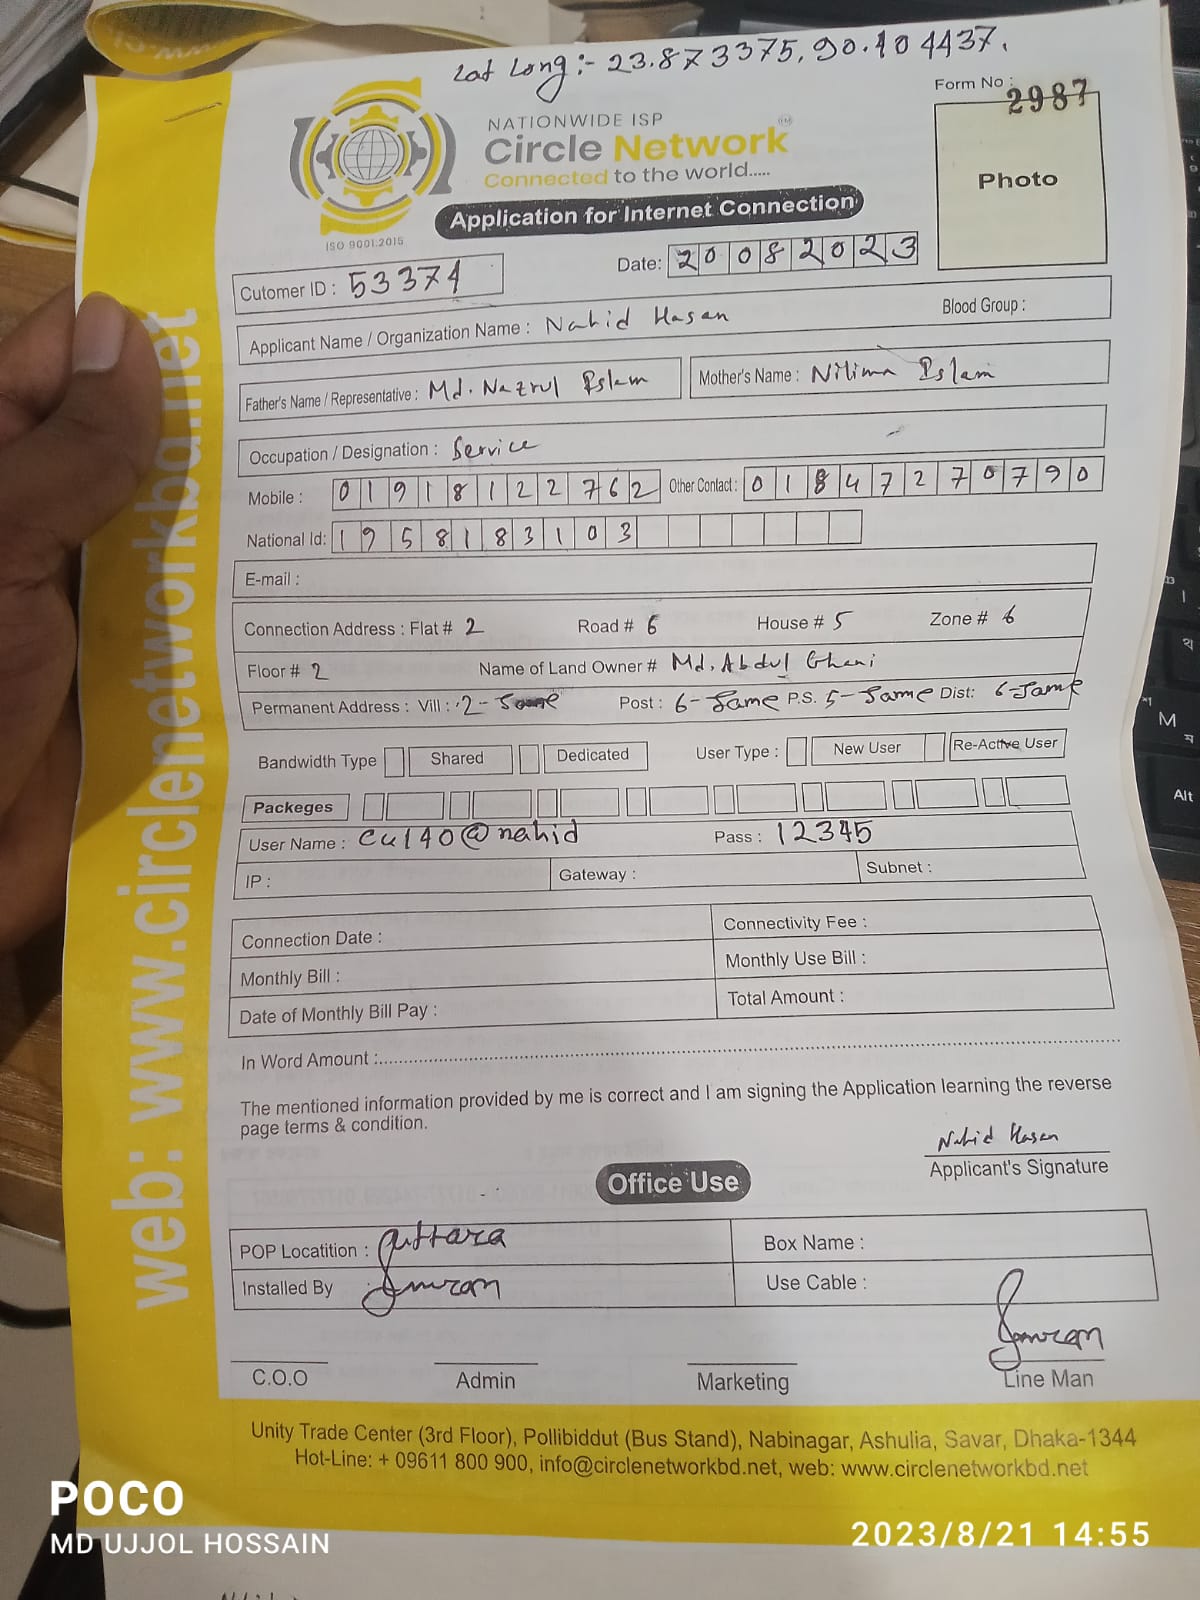 Lat Long:- 23.873375, 90.404437.
Form No : 2987
NATIONWIDE ISP
Circle Network
Connected to the world.....
ISO 9001:2015
Photo
Application for Internet Connection
Date: 20082023
Cutomer ID : 53374
Applicant Name / Organization Name : Nahid Hasan Blood Group :
Father's Name / Representative : Md. Nazrul Islam Mother's Name : Nilima Islam
Occupation / Designation : Service
Mobile : 01918122762 Other Contact : 01847270790
National Id: 1958183103
E-mail :
Connection Address : Flat # 2 Road # 6 House # 5 Zone # 6
Floor # 2 Name of Land Owner # Md. Abdul Ghani
Permanent Address : Vill : 2-Same Post : 6-Same P.S. 5-Same Dist: 6-Same
Bandwidth Type Shared Dedicated User Type : New User Re-Active User
Packeges
User Name : cu140@nahid Pass : 12345
IP : Gateway : Subnet :
Connection Date : Connectivity Fee :
Monthly Bill : Monthly Use Bill :
Date of Monthly Bill Pay : Total Amount :
In Word Amount :
The mentioned information provided by me is correct and I am signing the Application learning the reverse
page terms & condition.
Nahid Hasan
Applicant's Signature
Office Use
POP Locatition : Uttara Box Name :
Installed By Imran Use Cable :
Imran
C.O.O Admin Marketing Line Man
Unity Trade Center (3rd Floor), Pollibiddut (Bus Stand), Nabinagar, Ashulia, Savar, Dhaka-1344
Hot-Line: + 09611 800 900, info@circlenetworkbd.net, web: www.circlenetworkbd.net
web: www.circlenetworkbd.net
POCO
MD UJJOL HOSSAIN
2023/8/21 14:55
Alt
M